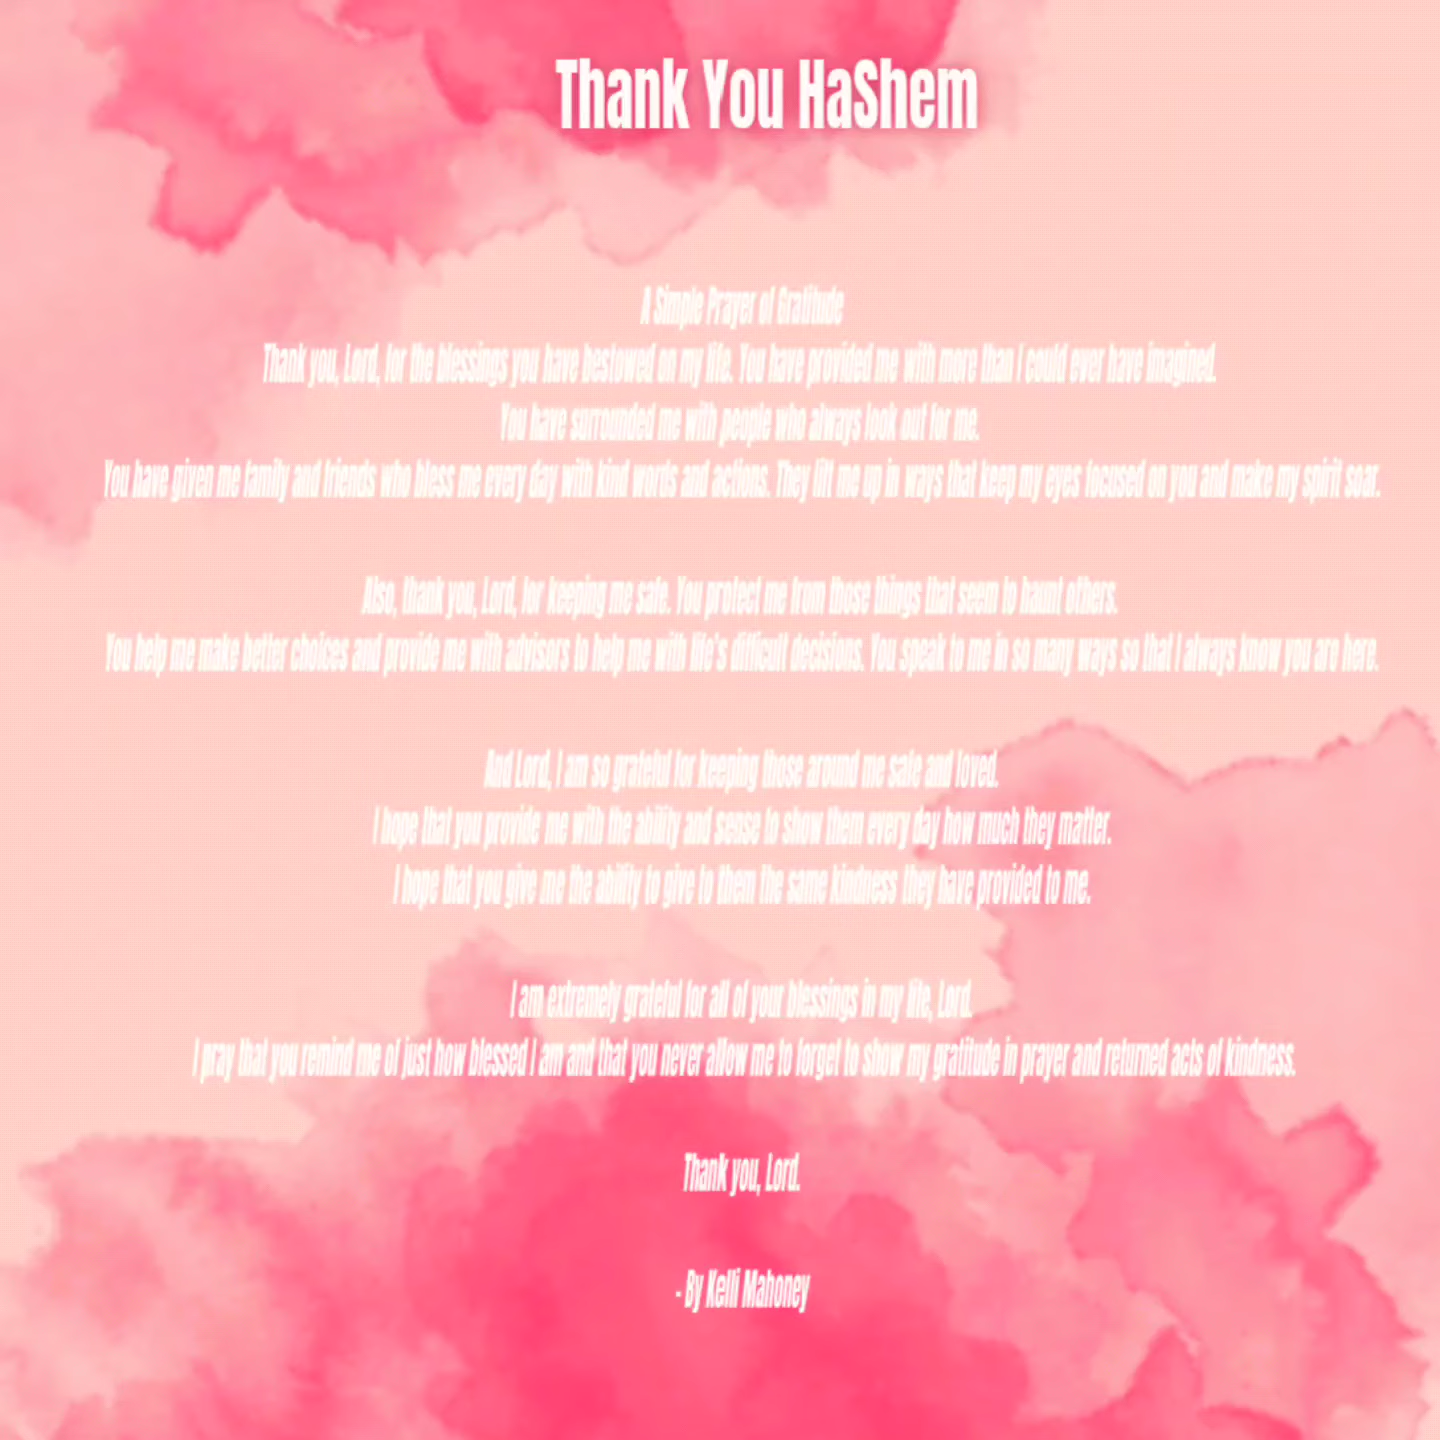 Thank You HaShem
A Simple Prayer of Gratitude
Thank you, Lord, for the blessings you have bestowed on my life. You have provided me with more than I could ever have imagined.
You have surrounded me with people who always look out for me.
You have given me family and friends who bless me every day with kind words and actions. They lift me up in ways that keep my eyes focused on you and make my spirit soar.
Also, thank you, Lord, for keeping me safe. You protect me from those things that seem to haunt others.
You help me make better choices and provide me with advisors to help me with life's difficult decisions. You speak to me in so many ways so that I always know you are here.
And Lord, I am so grateful for keeping those around me safe and loved.
I hope that you provide me with the ability and sense to show them every day how much they matter.
I hope that you give me the ability to give to them the same kindness they have provided to me.
I am extremely grateful for all of your blessings in my life, Lord.
I pray that you remind me of just how blessed I am and that you never allow me to forget to show my gratitude in prayer and returned acts of kindness.
Thank you, Lord.
- By Kelli Mahoney